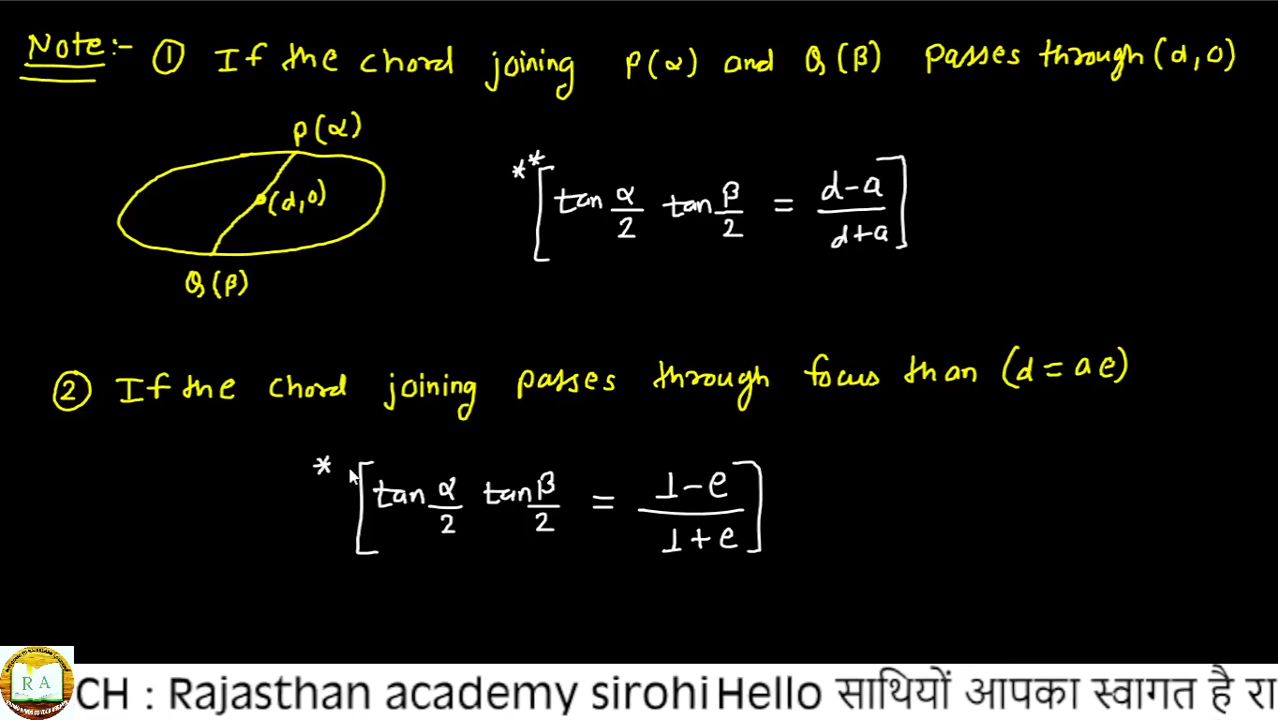 Note:- ① If the chord joining P(α) and Q(β) passes through (d,0)
P(α)
(d,0)
Q(β)
** [tan α/2 tan β/2 = d-a/d+a]
② If the chord joining passes through focus than (d = ae)
* [tan α/2 tan β/2 = 1-e/1+e]
RA
CH : Rajasthan academy sirohi Hello साथियों आपका स्वागत है रा